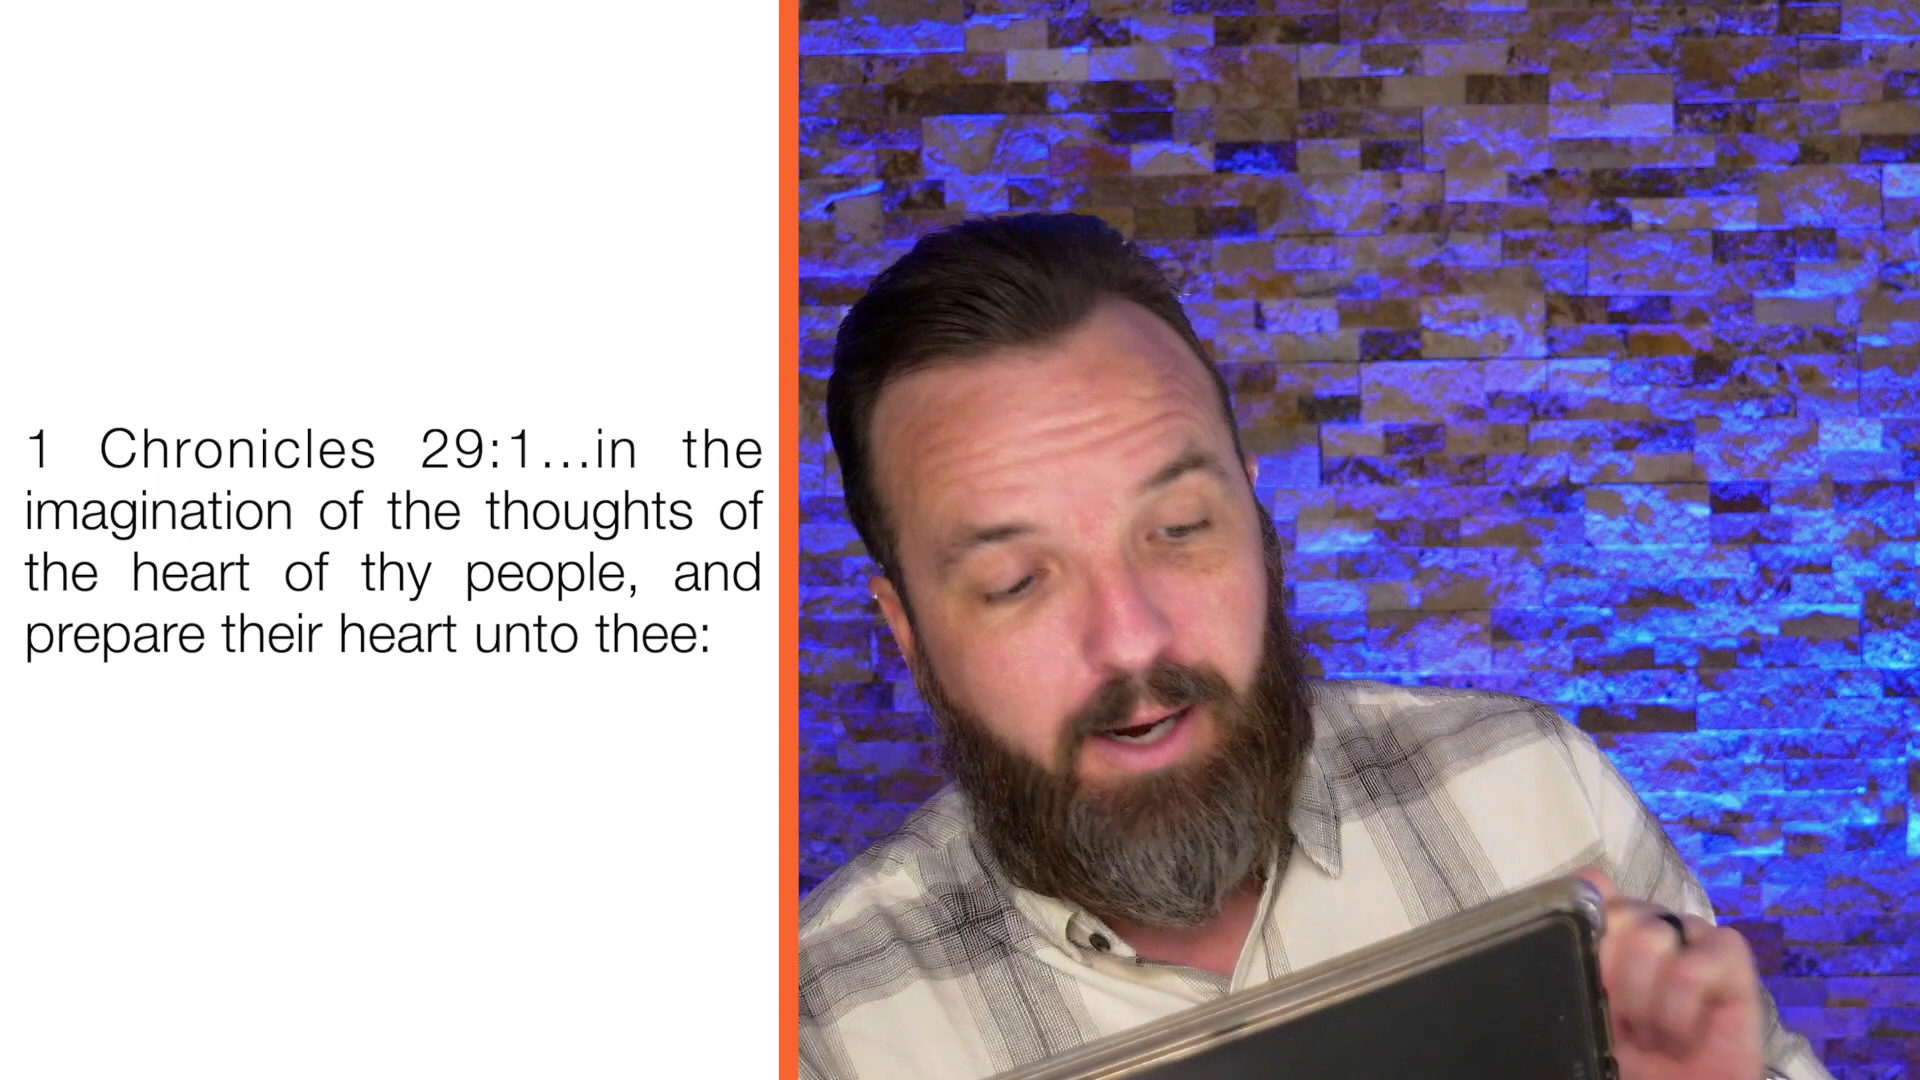 1 Chronicles 29:1...in the
imagination of the thoughts of
the heart of thy people, and
prepare their heart unto thee: